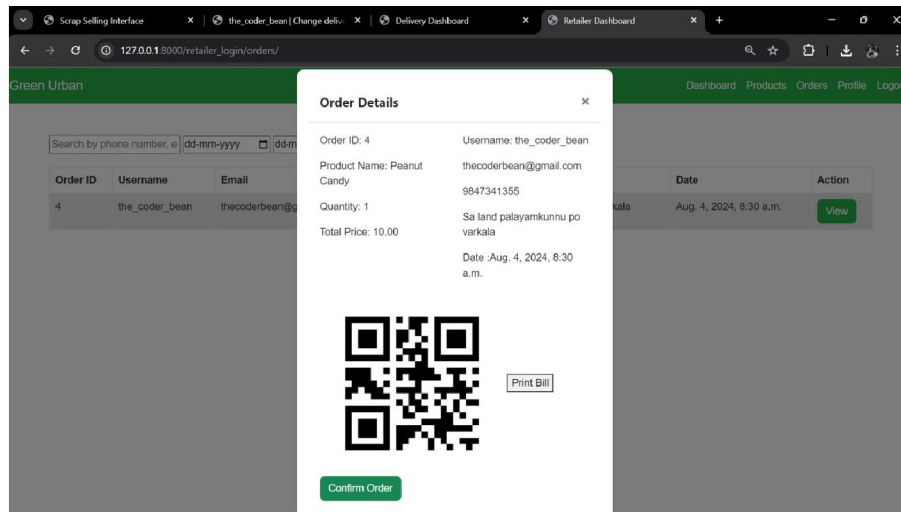 Scrap Selling Interface
the_coder_bean | Change deliv
Delivery Dashboard
Retailer Dashboard
127.0.0.1:8000/retailer_login/orders/
Green Urban
Dashboard Products Orders Profile Logou
Search by phone number, e dd-mm-yyyy dd-m
Order ID Username Email Date Action
4 the_coder_bean thecoderbean@g kala Aug. 4, 2024, 8:30 a.m. View
Order Details ×
Order ID: 4
Product Name: Peanut
Candy
Quantity: 1
Total Price: 10.00
Username: the_coder_bean
thecoderbean@gmail.com
9847341355
Sa land palayamkunnu po
varkala
Date :Aug. 4, 2024, 8:30
a.m.
Print Bill
Confirm Order